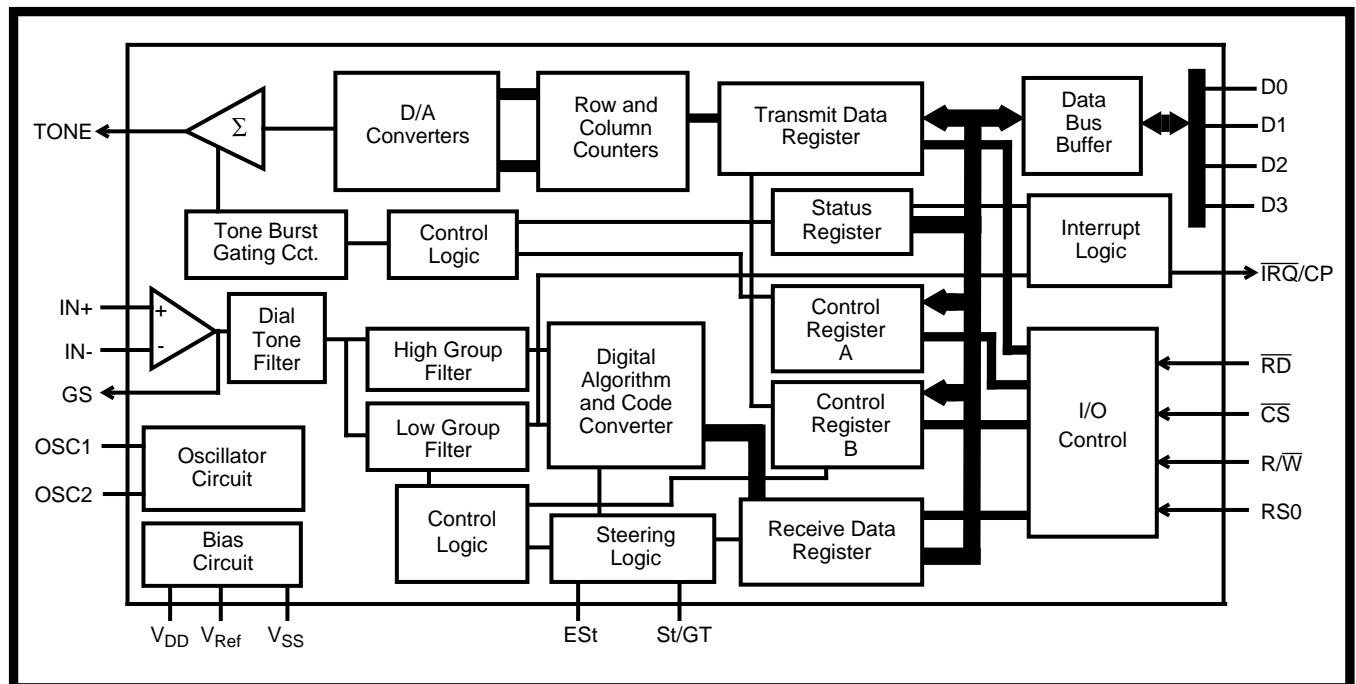 TONE
Σ
D/A
Converters
Row and
Column
Counters
Transmit Data
Register
Data
Bus
Buffer
D0
D1
D2
D3
Tone Burst
Gating Cct.
Control
Logic
Status
Register
Interrupt
Logic
I̅R̅Q̅/CP
IN+
IN-
GS
+
-
Dial
Tone
Filter
High Group
Filter
Low Group
Filter
Digital
Algorithm
and Code
Converter
Control
Register
A
Control
Register
B
I/O
Control
R̅D̅
C̅S̅
R/W̅
RS0
OSC1
OSC2
Oscillator
Circuit
Bias
Circuit
Control
Logic
Steering
Logic
Receive Data
Register
VDD
VRef
VSS
ESt
St/GT